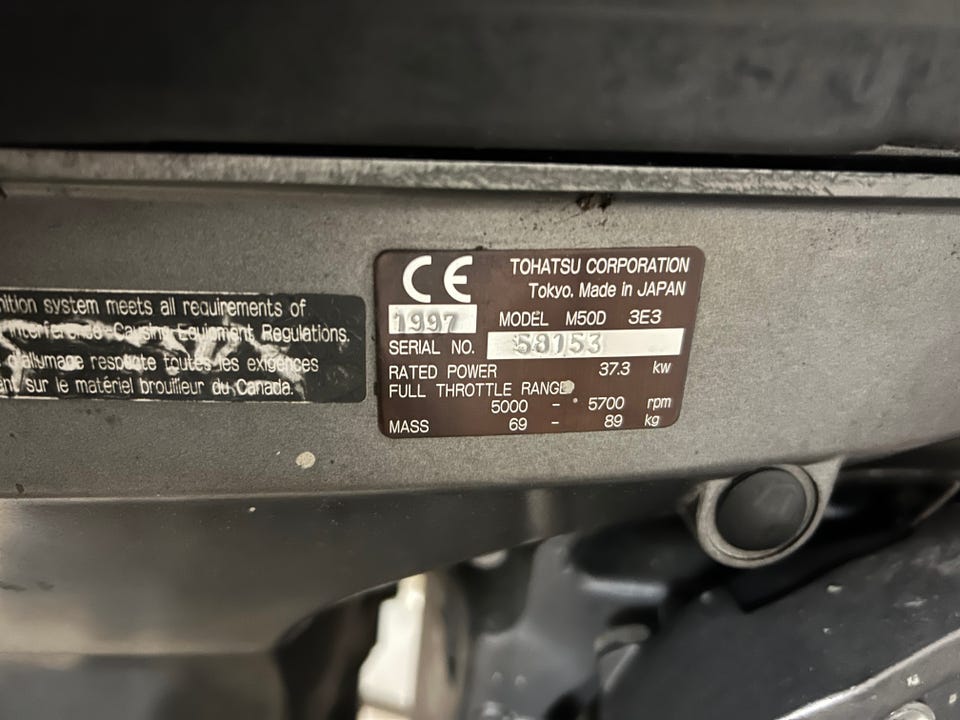 nition system meets all requirements of
Interference-Causing Equipment Regulations.
d'allumage respecte toutes les exigences
sur le matériel brouilleur du Canada.
CE
TOHATSU CORPORATION
Tokyo. Made in JAPAN
1997 MODEL M50D 3E3
SERIAL NO. 58153
RATED POWER 37.3 kw
FULL THROTTLE RANGE
5000 - 5700 rpm
MASS 69 - 89 kg